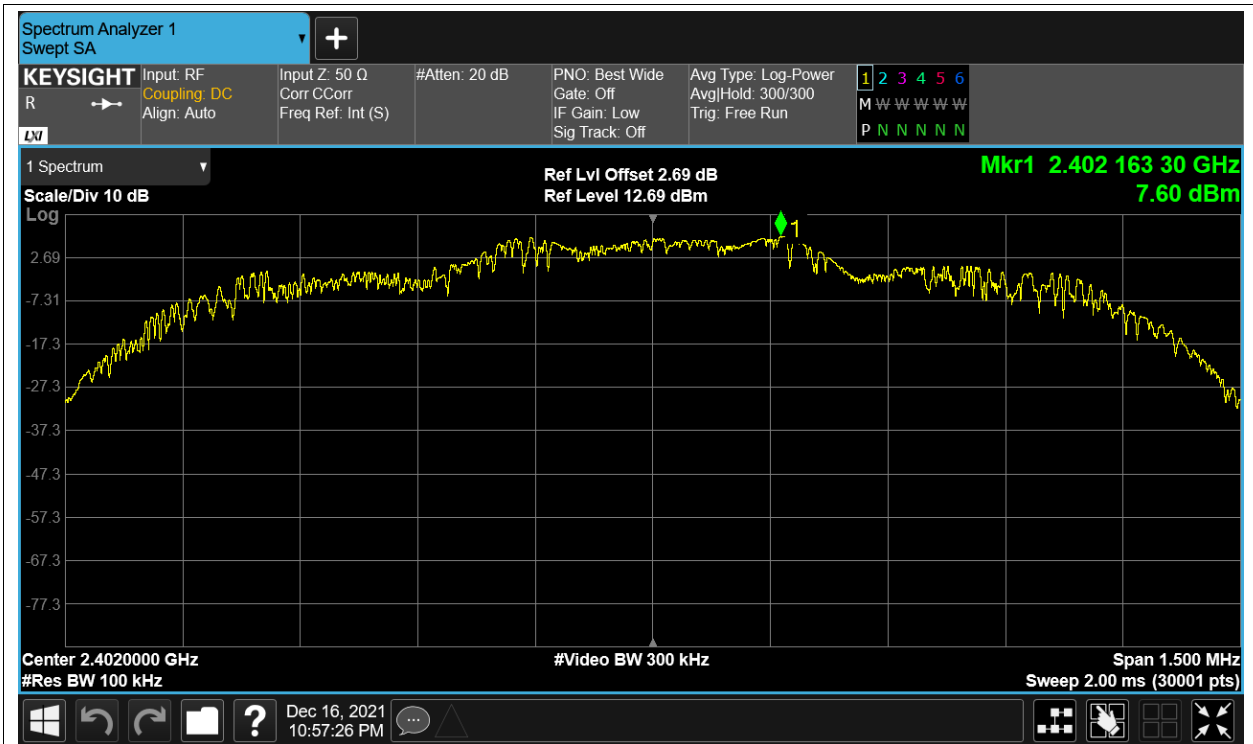 Spectrum Analyzer 1
Swept SA
KEYSIGHT
R
LXI
Input: RF
Coupling: DC
Align: Auto
Input Z: 50 Ω
Corr CCorr
Freq Ref: Int (S)
#Atten: 20 dB
PNO: Best Wide
Gate: Off
IF Gain: Low
Sig Track: Off
Avg Type: Log-Power
Avg|Hold: 300/300
Trig: Free Run
1 2 3 4 5 6
M W W W W W
P N N N N N
1 Spectrum
Scale/Div 10 dB
Log
Ref Lvl Offset 2.69 dB
Ref Level 12.69 dBm
Mkr1 2.402 163 30 GHz
7.60 dBm
1
2.69
-7.31
-17.3
-27.3
-37.3
-47.3
-57.3
-67.3
-77.3
Center 2.4020000 GHz
#Res BW 100 kHz
#Video BW 300 kHz
Span 1.500 MHz
Sweep 2.00 ms (30001 pts)
?
Dec 16, 2021
10:57:26 PM